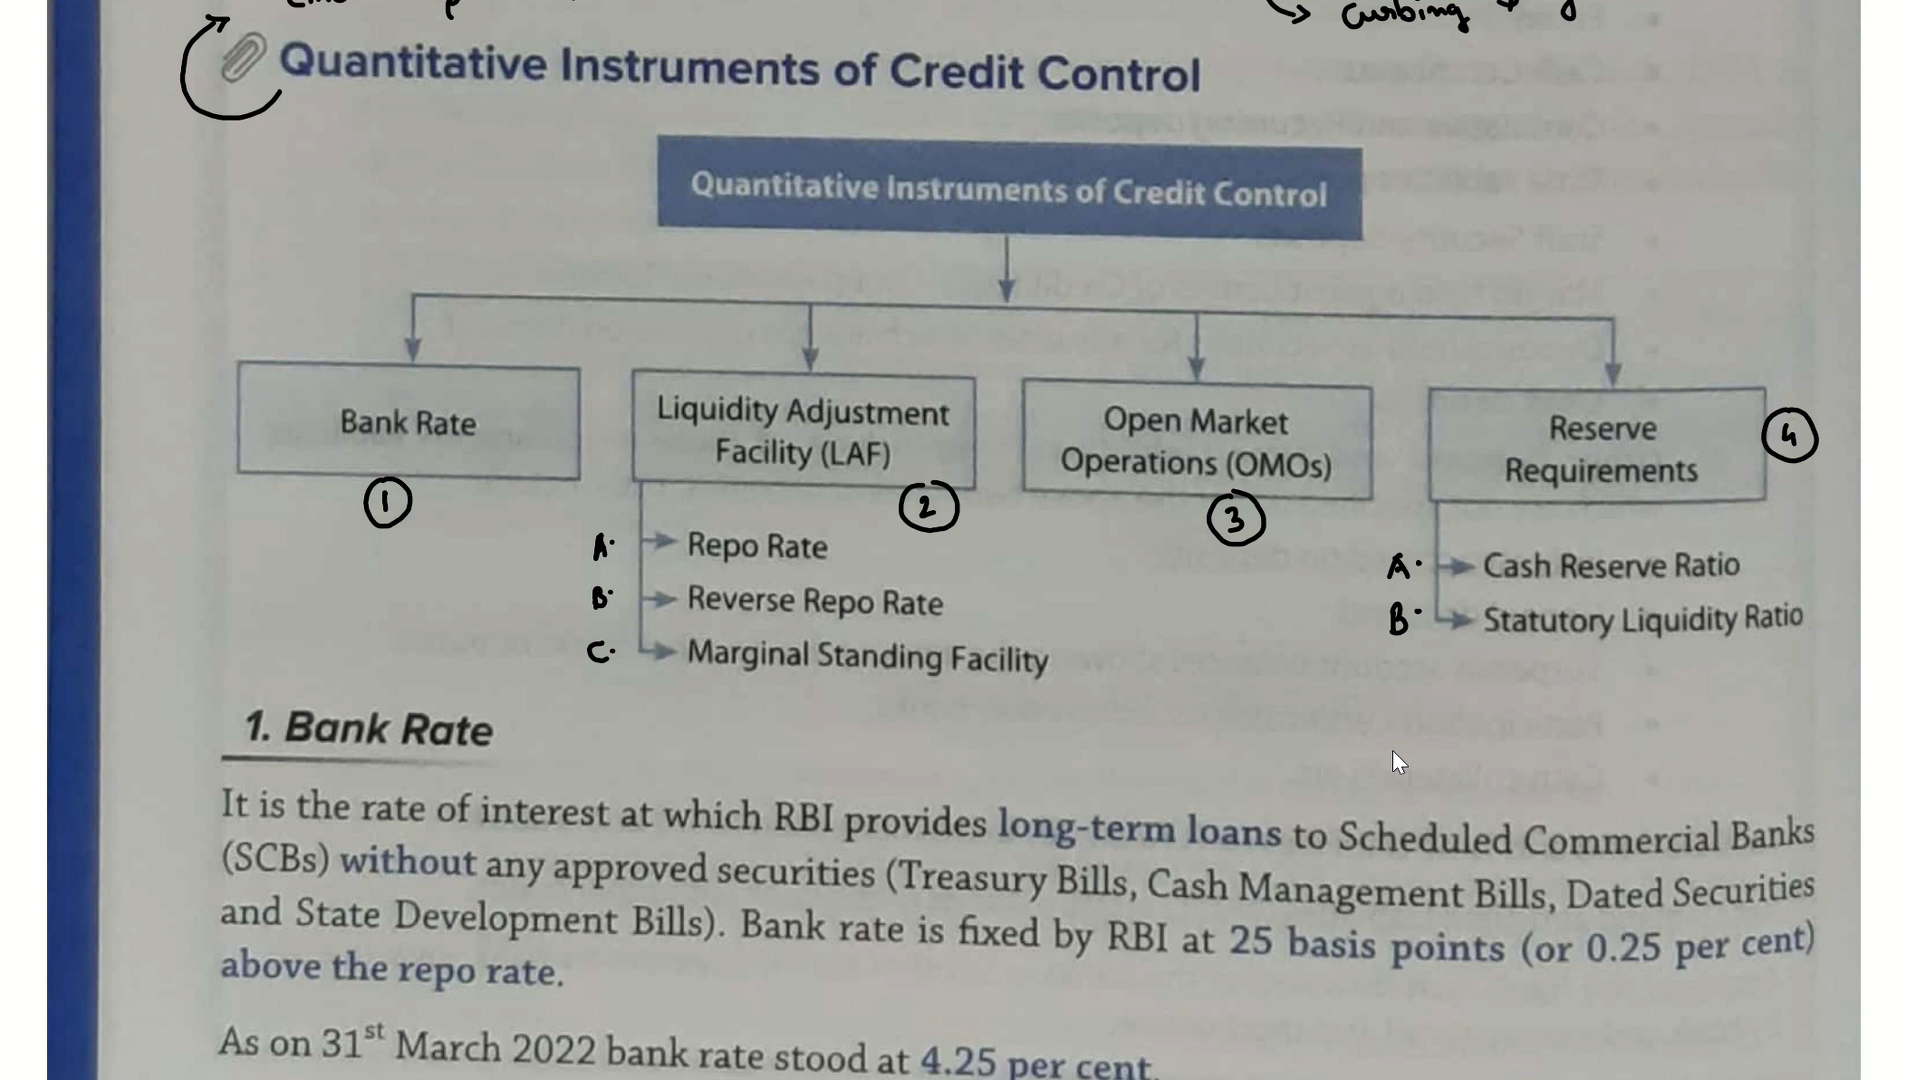 Curbing
Quantitative Instruments of Credit Control
Quantitative Instruments of Credit Control
Bank Rate
1
Liquidity Adjustment
Facility (LAF)
2
A. Repo Rate
B. Reverse Repo Rate
C. Marginal Standing Facility
Open Market
Operations (OMOs)
3
Reserve
Requirements
4
A. Cash Reserve Ratio
B. Statutory Liquidity Ratio
1. Bank Rate
It is the rate of interest at which RBI provides long-term loans to Scheduled Commercial Banks
(SCBs) without any approved securities (Treasury Bills, Cash Management Bills, Dated Securities
and State Development Bills). Bank rate is fixed by RBI at 25 basis points (or 0.25 per cent)
above the repo rate.
As on 31st March 2022 bank rate stood at 4.25 per cent.